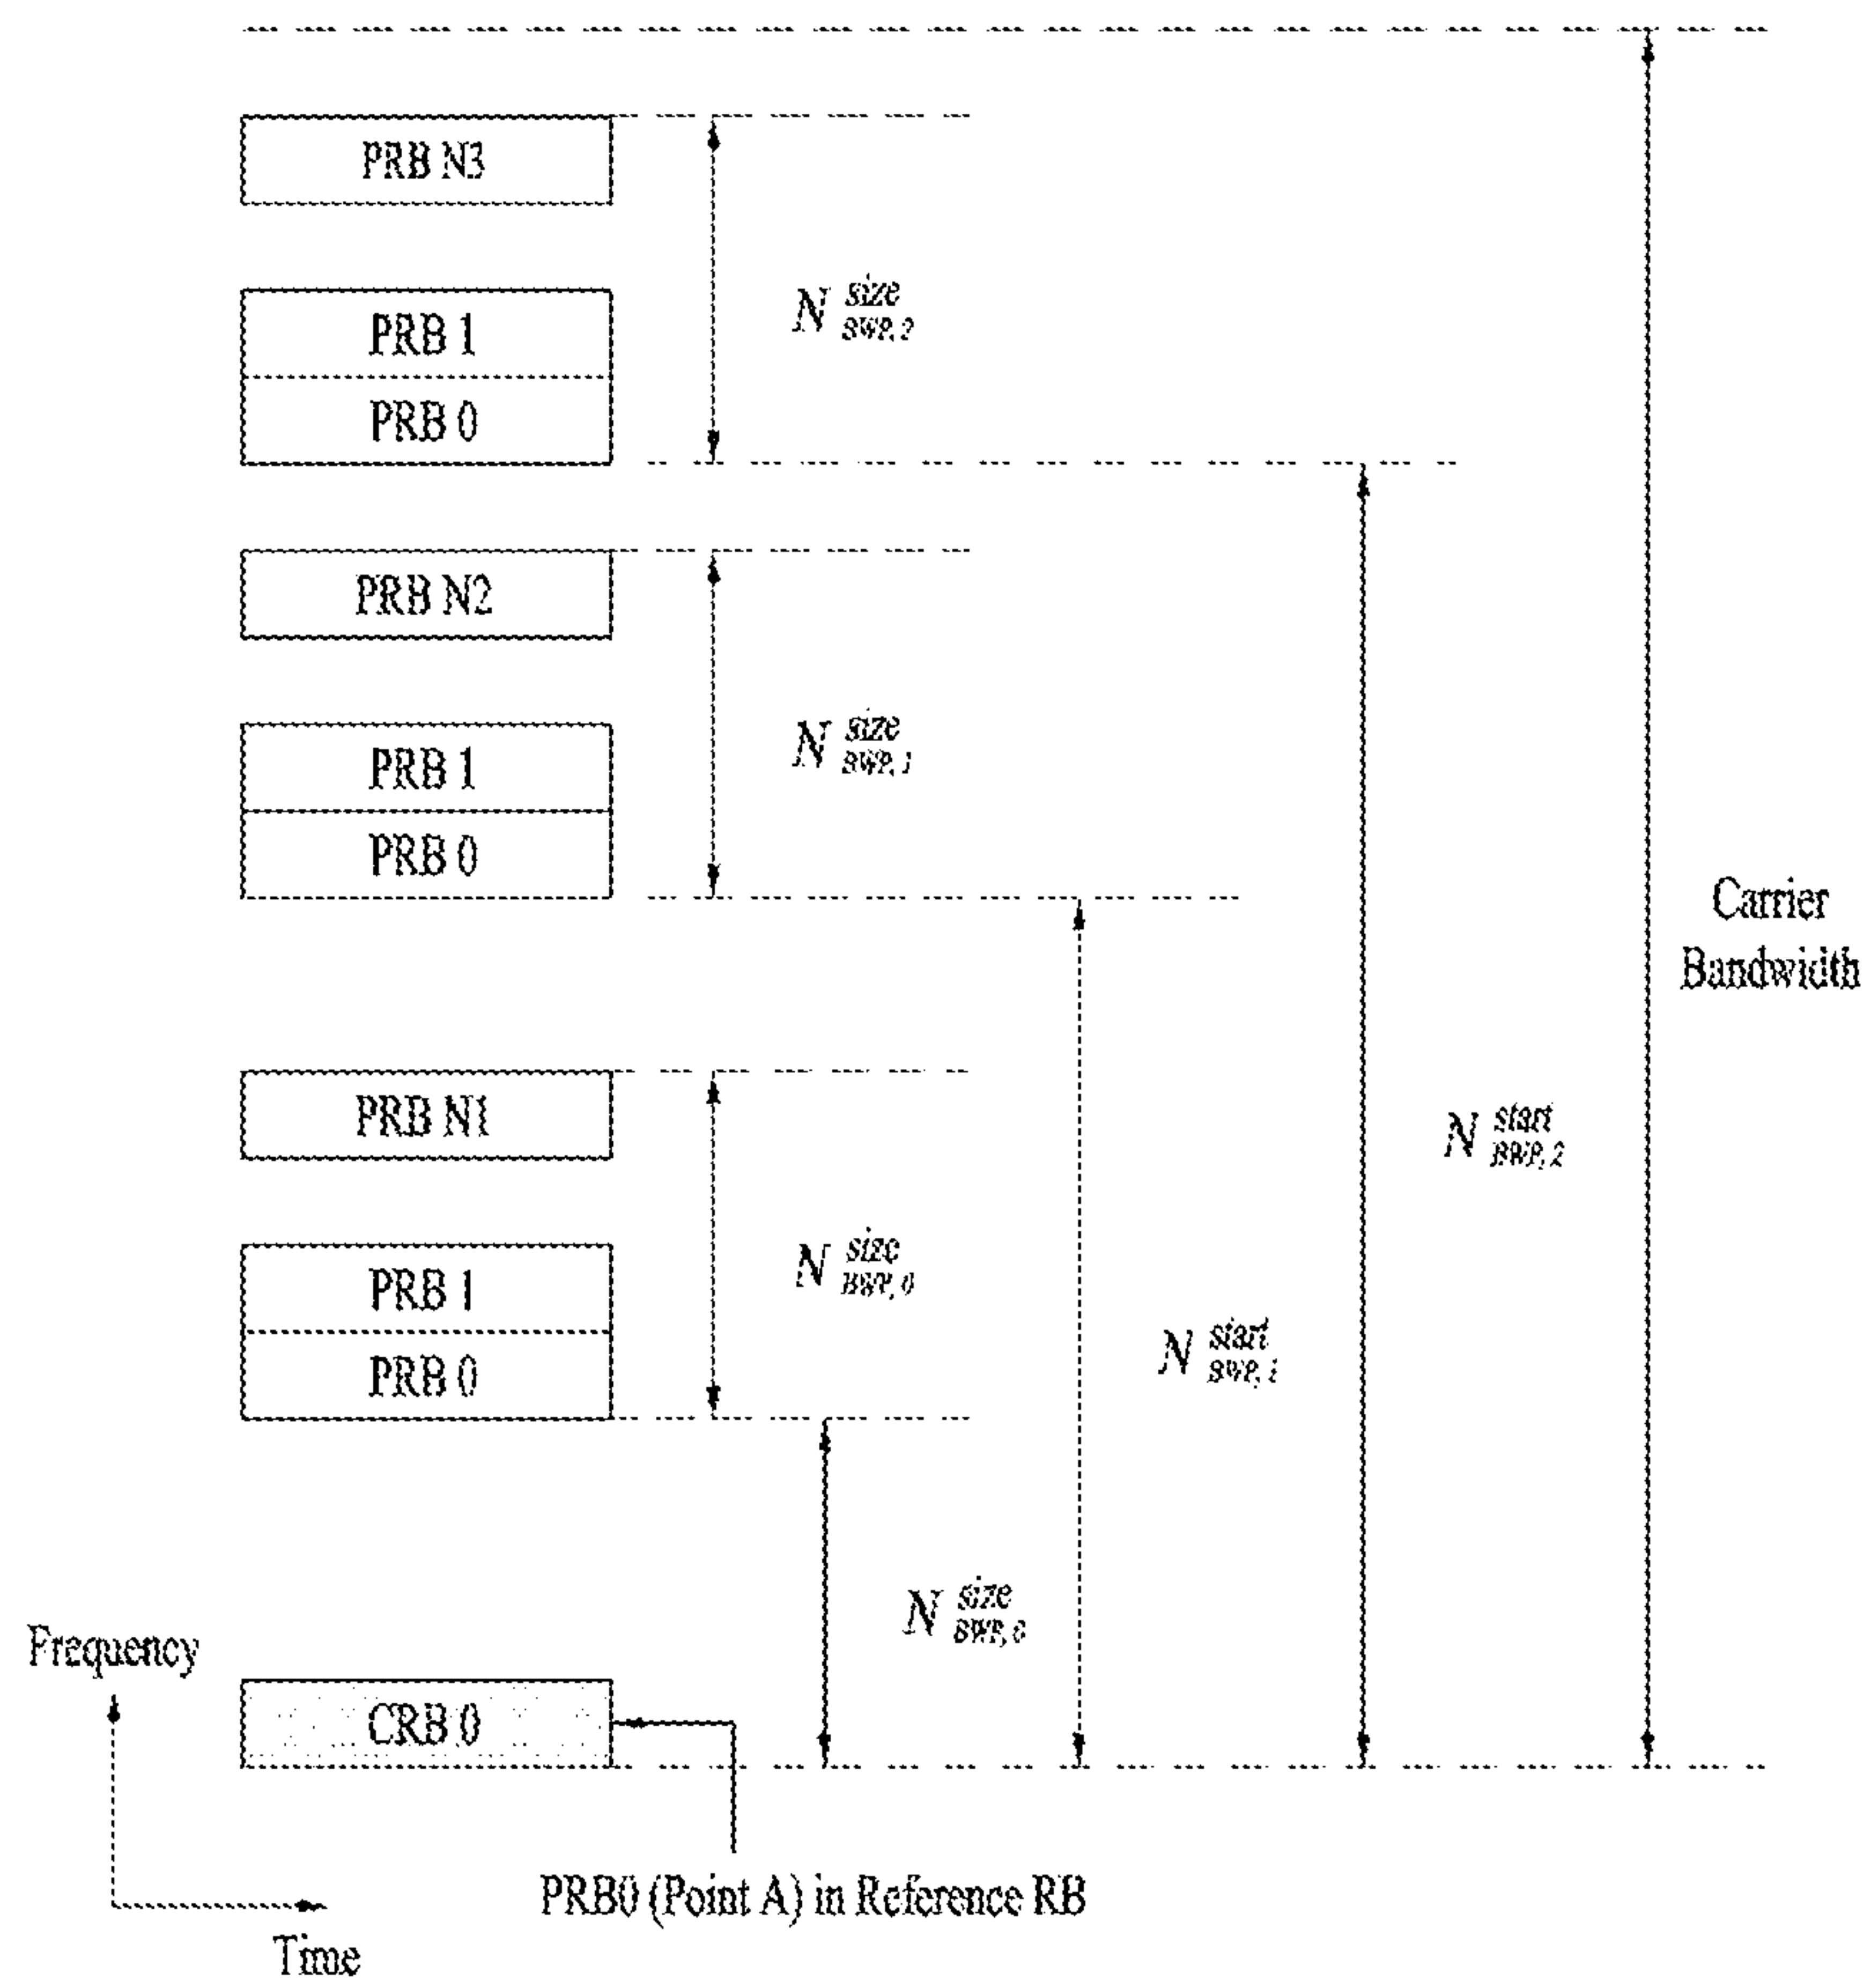 PRB N3
PRB 1
PRB 0
N size BWP, 2
PRB N2
PRB 1
PRB 0
N size BWP, 1
Carrier
Bandwidth
PRB N1
PRB 1
PRB 0
N size BWP, 0
N start BWP, 2
N start BWP, 1
N size BWP, 0
Frequency
CRB 0
PRB0 (Point A) in Reference RB
Time